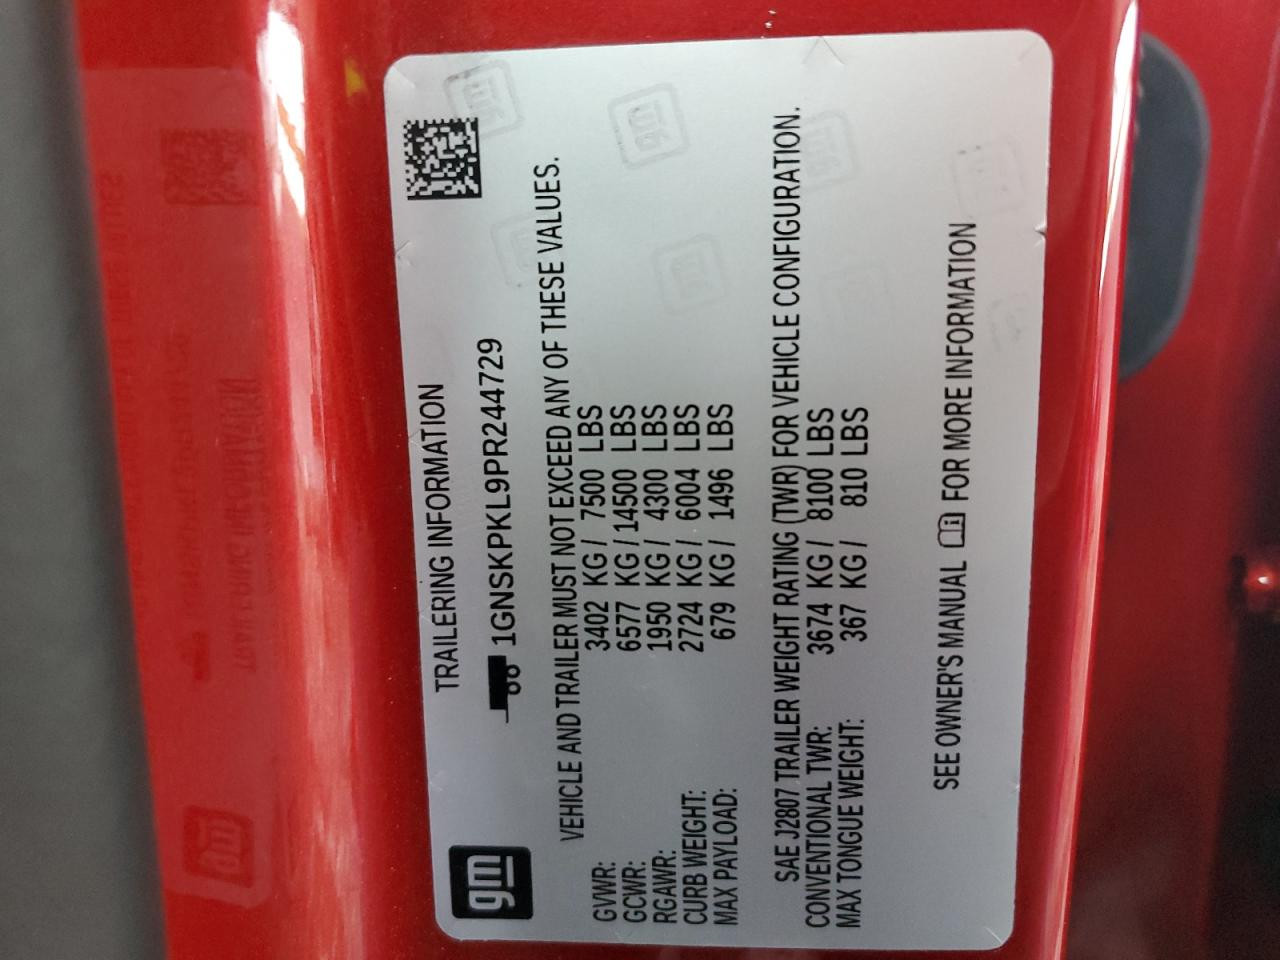 gm
TRAILERING INFORMATION
1GNSKPKL9PR244729
VEHICLE AND TRAILER MUST NOT EXCEED ANY OF THESE VALUES.
GVWR: 3402 KG / 7500 LBS
GCWR: 6577 KG / 14500 LBS
RGAWR: 1950 KG / 4300 LBS
CURB WEIGHT: 2724 KG / 6004 LBS
MAX PAYLOAD: 679 KG / 1496 LBS
SAE J2807 TRAILER WEIGHT RATING (TWR) FOR VEHICLE CONFIGURATION.
CONVENTIONAL TWR: 3674 KG / 8100 LBS
MAX TONGUE WEIGHT: 367 KG / 810 LBS
SEE OWNER'S MANUAL FOR MORE INFORMATION